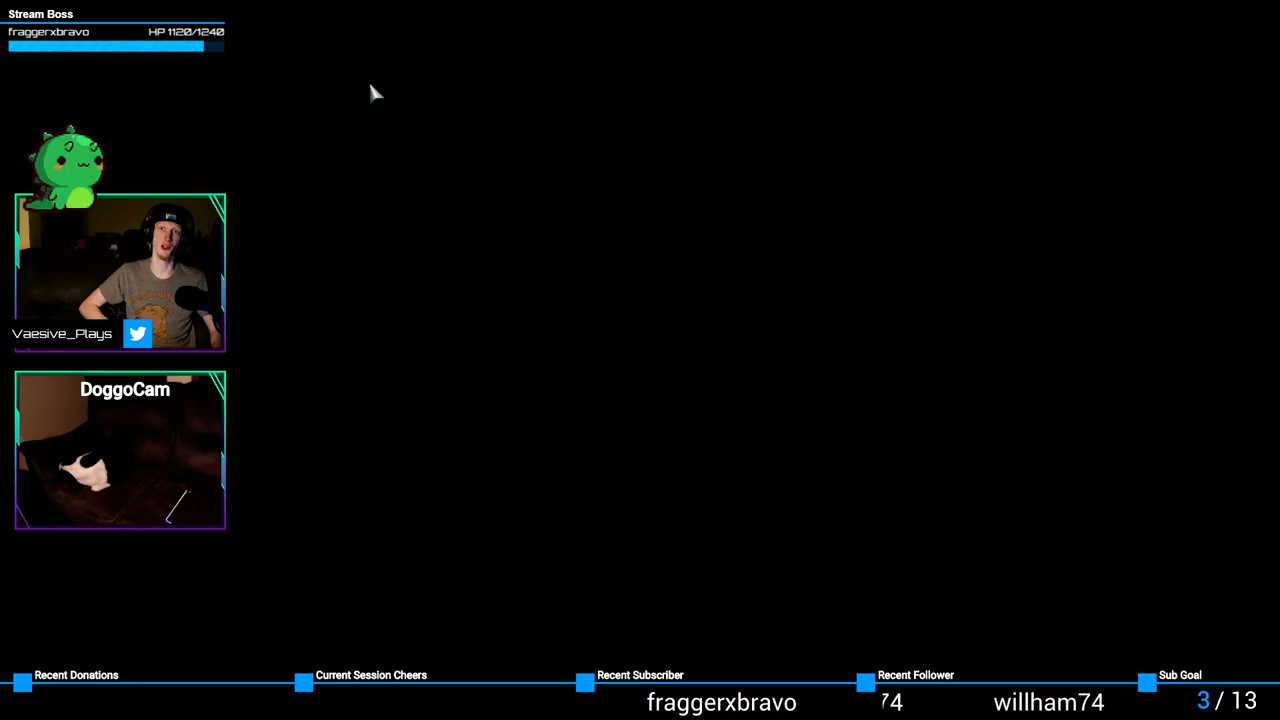 Stream Boss
fraggerxbravo HP 1120/1240
Vaesive_Plays
DoggoCam
Recent Donations
Current Session Cheers
Recent Subscriber
fraggerxbravo
Recent Follower
74 willham74
Sub Goal
3 / 13